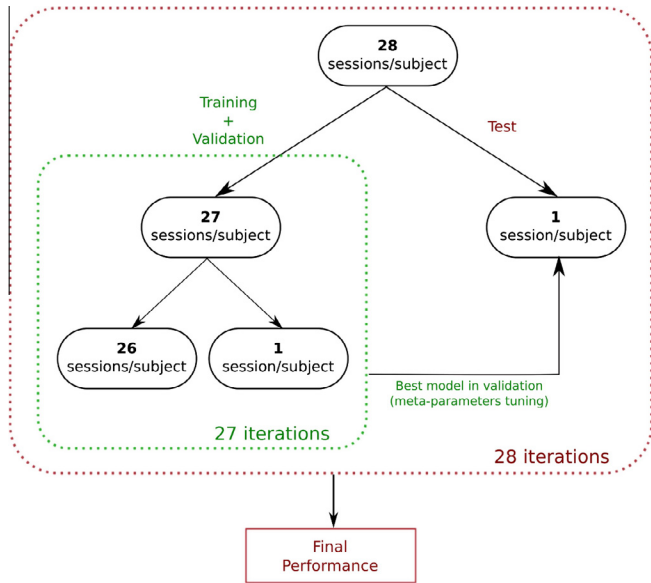 28
sessions/subject
Training
+
Validation
Test
27
sessions/subject
1
session/subject
26
sessions/subject
1
session/subject
Best model in validation
(meta-parameters tuning)
27 iterations
28 iterations
Final
Performance